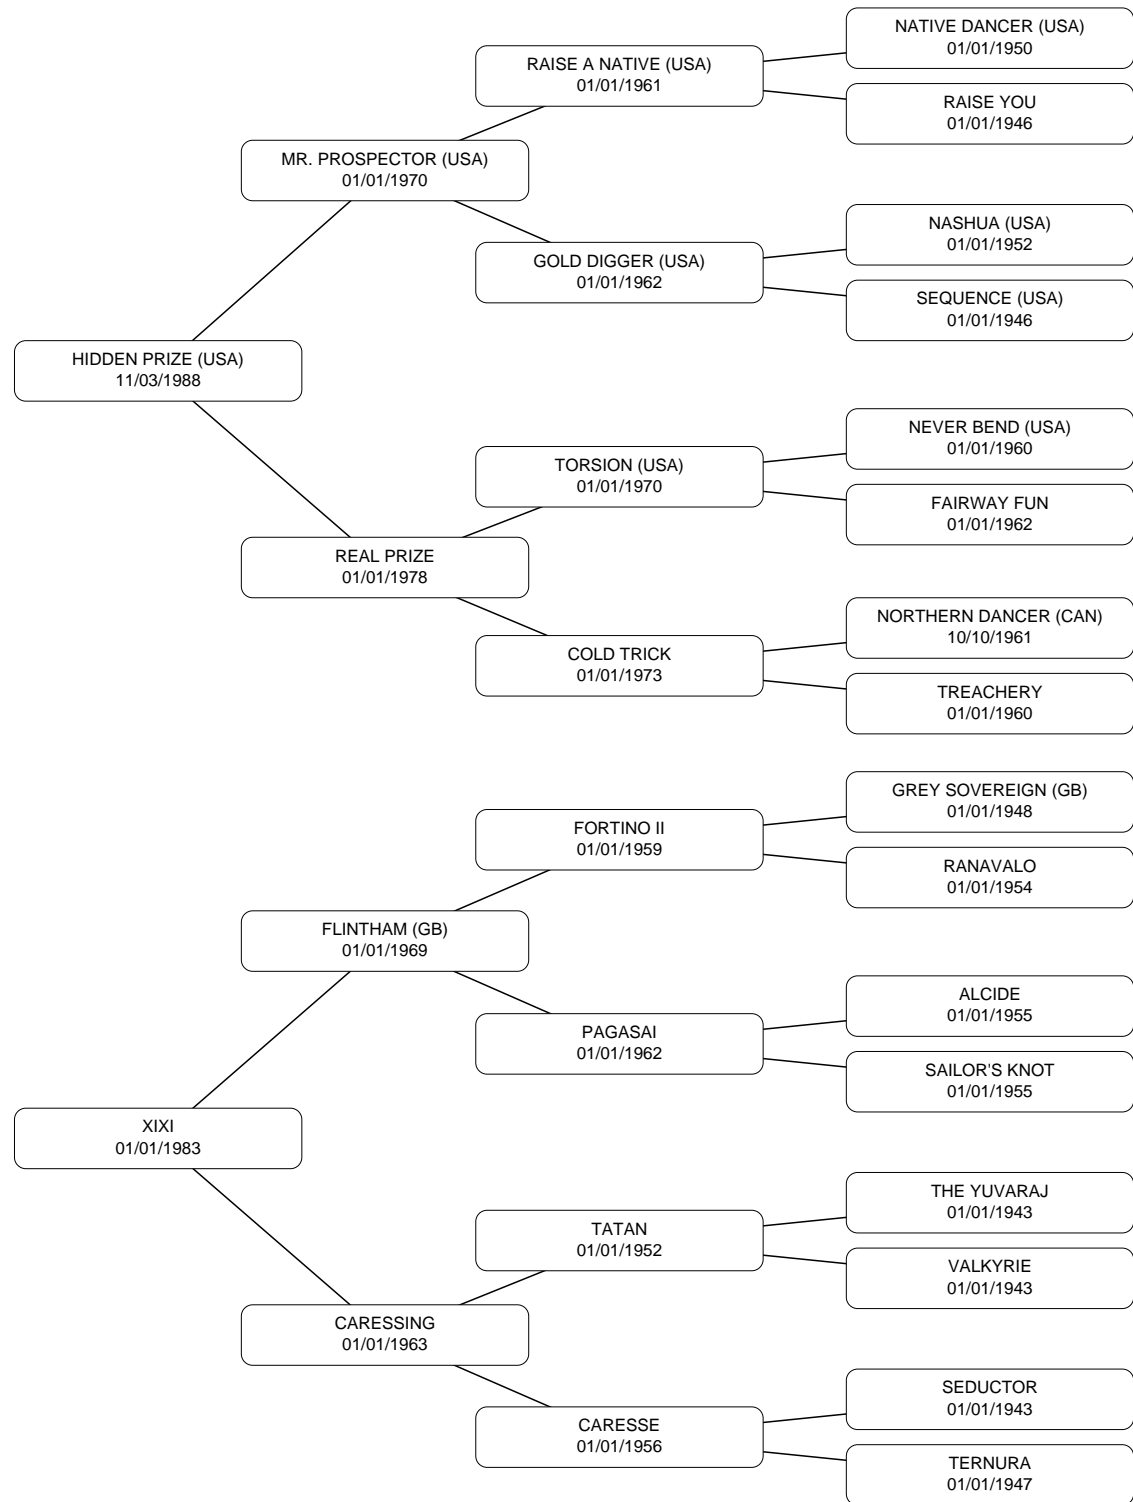 NATIVE DANCER (USA)
01/01/1950
RAISE A NATIVE (USA)
01/01/1961
RAISE YOU
01/01/1946
MR. PROSPECTOR (USA)
01/01/1970
NASHUA (USA)
01/01/1952
GOLD DIGGER (USA)
01/01/1962
SEQUENCE (USA)
01/01/1946
HIDDEN PRIZE (USA)
11/03/1988
NEVER BEND (USA)
01/01/1960
TORSION (USA)
01/01/1970
FAIRWAY FUN
01/01/1962
REAL PRIZE
01/01/1978
NORTHERN DANCER (CAN)
10/10/1961
COLD TRICK
01/01/1973
TREACHERY
01/01/1960
GREY SOVEREIGN (GB)
01/01/1948
FORTINO II
01/01/1959
RANAVALO
01/01/1954
FLINTHAM (GB)
01/01/1969
ALCIDE
01/01/1955
PAGASAI
01/01/1962
SAILOR'S KNOT
01/01/1955
XIXI
01/01/1983
THE YUVARAJ
01/01/1943
TATAN
01/01/1952
VALKYRIE
01/01/1943
CARESSING
01/01/1963
SEDUCTOR
01/01/1943
CARESSE
01/01/1956
TERNURA
01/01/1947